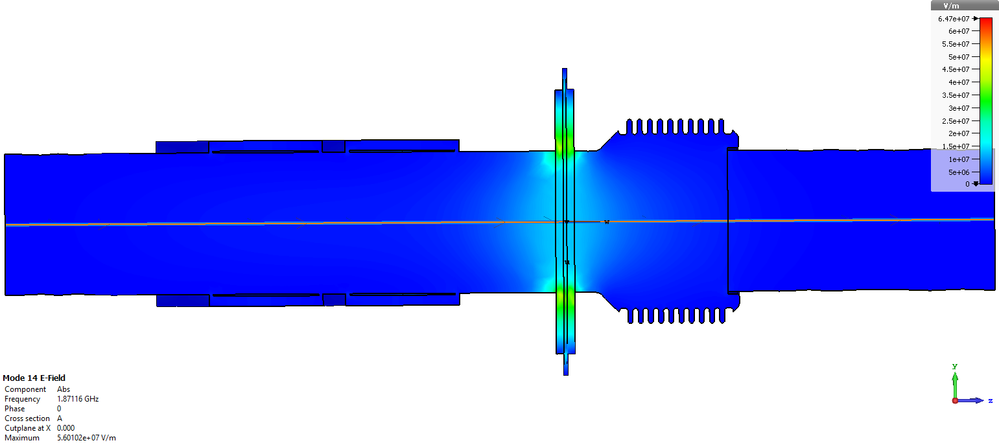 V/m
6.47e+07
6e+07
5.5e+07
5e+07
4.5e+07
4e+07
3.5e+07
3e+07
2.5e+07
2e+07
1.5e+07
1e+07
5e+06
0
v w
u
y
z
Mode 14 E-Field
Component Abs
Frequency 1.87116 GHz
Phase 0
Cross section A
Cutplane at X 0.000
Maximum 5.60102e+07 V/m